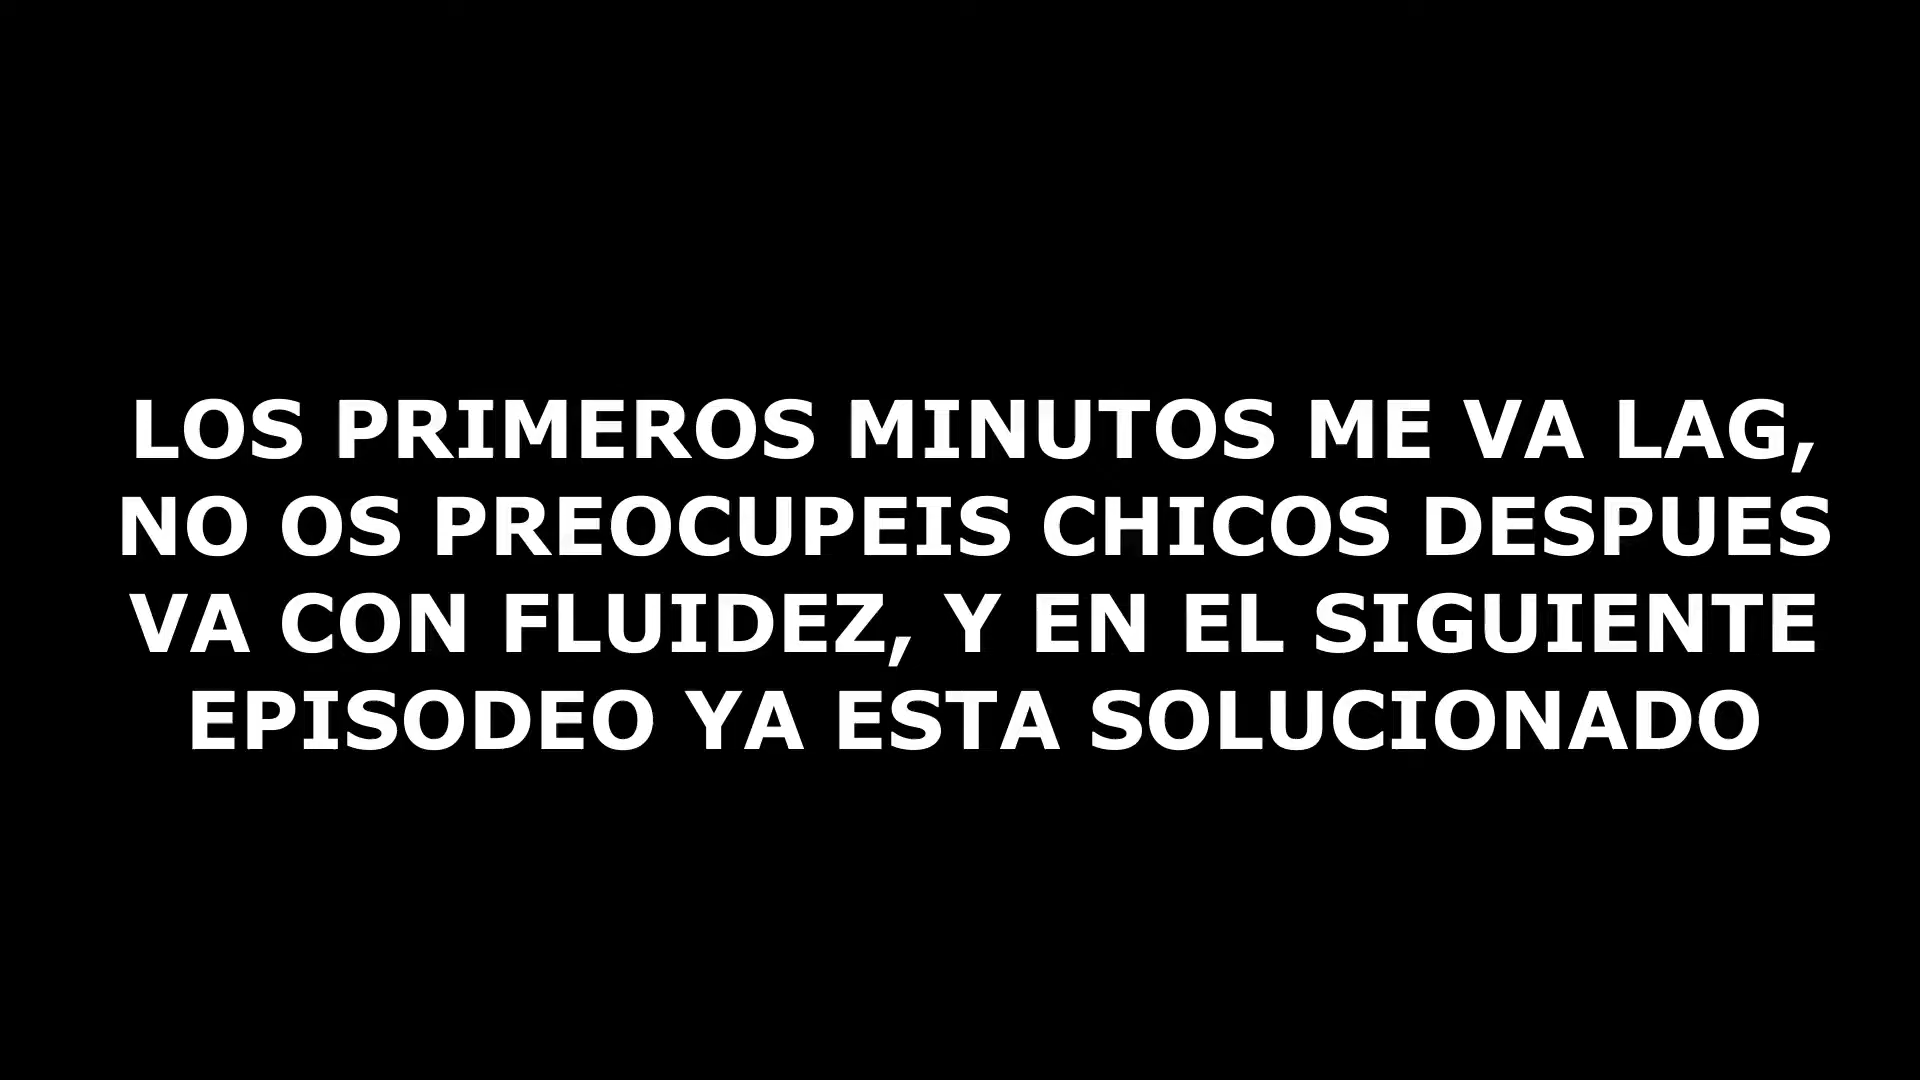 LOS PRIMEROS MINUTOS ME VA LAG,
NO OS PREOCUPEIS CHICOS DESPUES
VA CON FLUIDEZ, Y EN EL SIGUIENTE
EPISODEO YA ESTA SOLUCIONADO